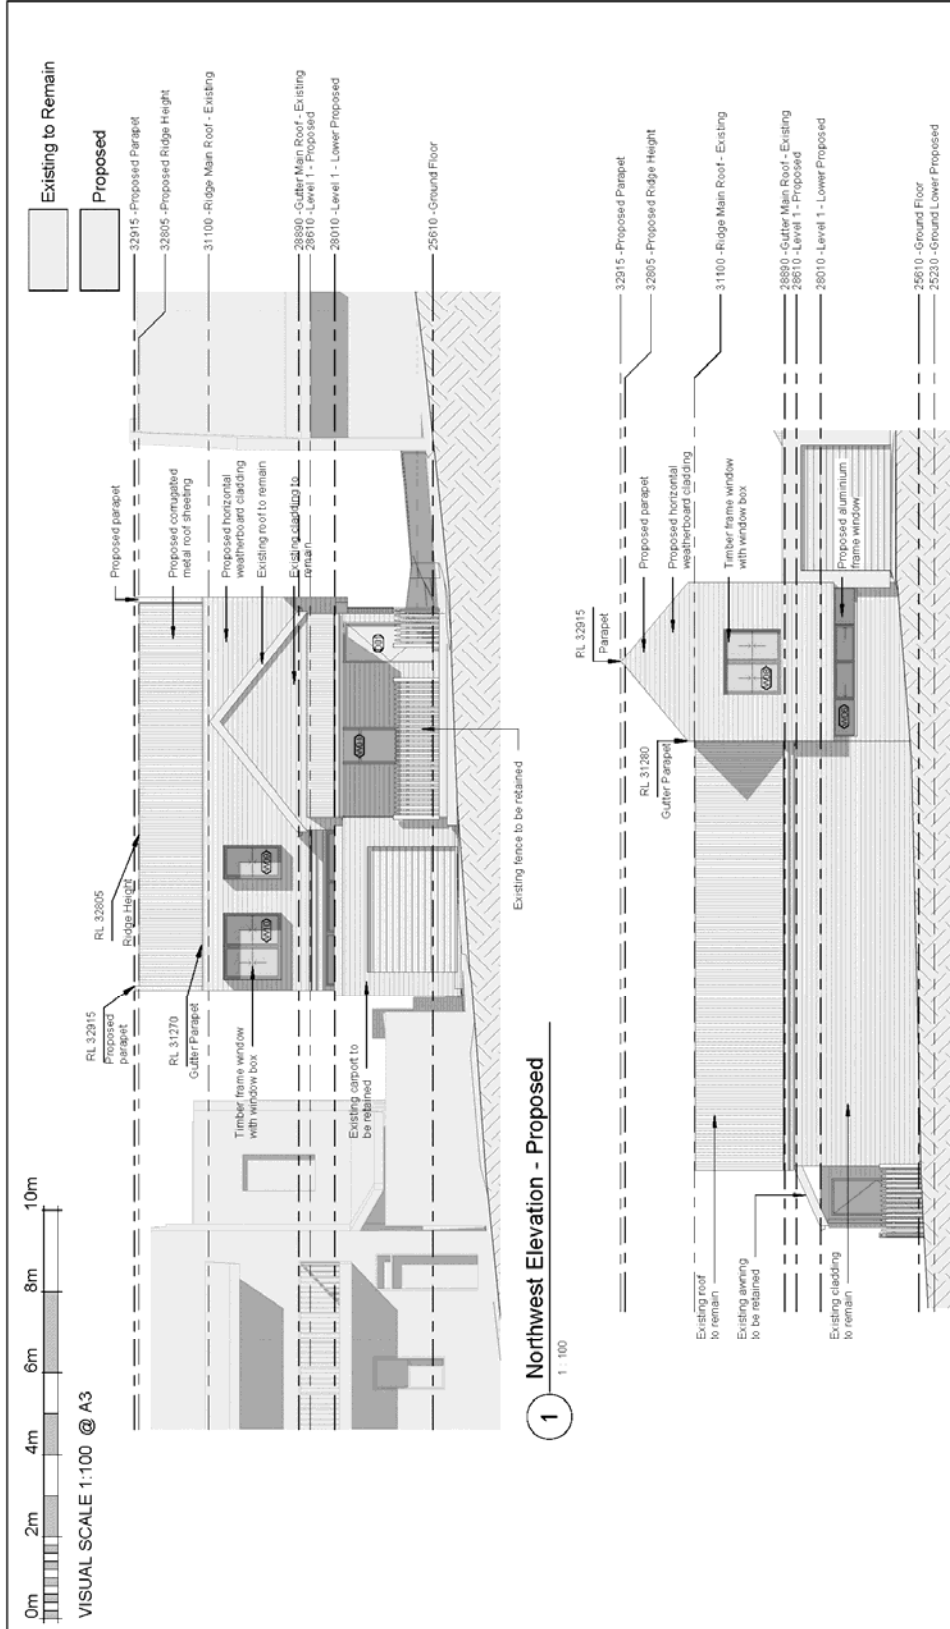 0m 2m 4m 6m 8m 10m
VISUAL SCALE 1:100 @ A3
Existing to Remain
Proposed
RL 32915
Proposed
parapet
RL 32805
Ridge Height
RL 31270
Gutter Parapet
Timber frame window
with window box
Existing carport to
be retained
Proposed parapet
Proposed corrugated
metal roof sheeting
Proposed horizontal
weatherboard cladding
Existing roof to remain
Existing cladding to
remain
Existing fence to be retained
32915 - Proposed Parapet
32805 - Proposed Ridge Height
31100 - Ridge Main Roof - Existing
28890 - Gutter Main Roof - Existing
28610 - Level 1 - Proposed
28010 - Level 1 - Lower Proposed
25610 - Ground Floor
1
Northwest Elevation - Proposed
1 : 100
Existing roof
to remain
Existing awning
to be retained
Existing cladding
to remain
RL 31280
Gutter Parapet
RL 32915
Parapet
Proposed parapet
Proposed horizontal
weatherboard cladding
Timber frame window
with window box
Proposed aluminium
frame window
32915 - Proposed Parapet
32805 - Proposed Ridge Height
31100 - Ridge Main Roof - Existing
28890 - Gutter Main Roof - Existing
28610 - Level 1 - Proposed
28010 - Level 1 - Lower Proposed
25610 - Ground Floor
25230 - Ground Lower Proposed